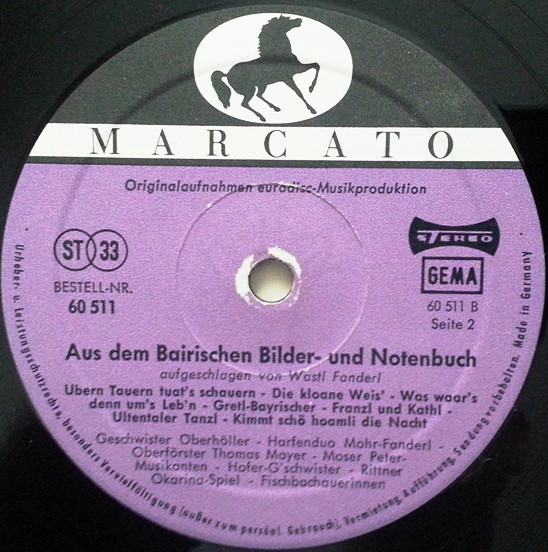 MARCATO
Originalaufnahmen eurodisc-Musikproduktion
ST 33
STEREO
BESTELL-NR.
60 511
GEMA
60 511 B
Seite 2
Aus dem Bairischen Bilder- und Notenbuch
aufgeschlagen von Wastl Fanderl
Übern Tauern tuat's schauern - Die kloane Weis' - Was waar's
denn um's Leb'n - Gretl-Bayrischer - Franzl und Kathl -
Ultentaler Tanzl - Kimmt schö hoamli die Nacht
Geschwister Oberhöller - Harfenduo Mohr-Fanderl -
Oberförster Thomas Mayer - Moser Peter-
Musikanten - Hofer-G'schwister - Rittner
Okarina-Spiel - Fischbachauerinnen
Urheber- u. Leistungsschutzrechte, besonders Vervielfältigung (außer zum persönl. Gebrauch), Vermietung, Aufführung, Sendung vorbehalten. Made in Germany